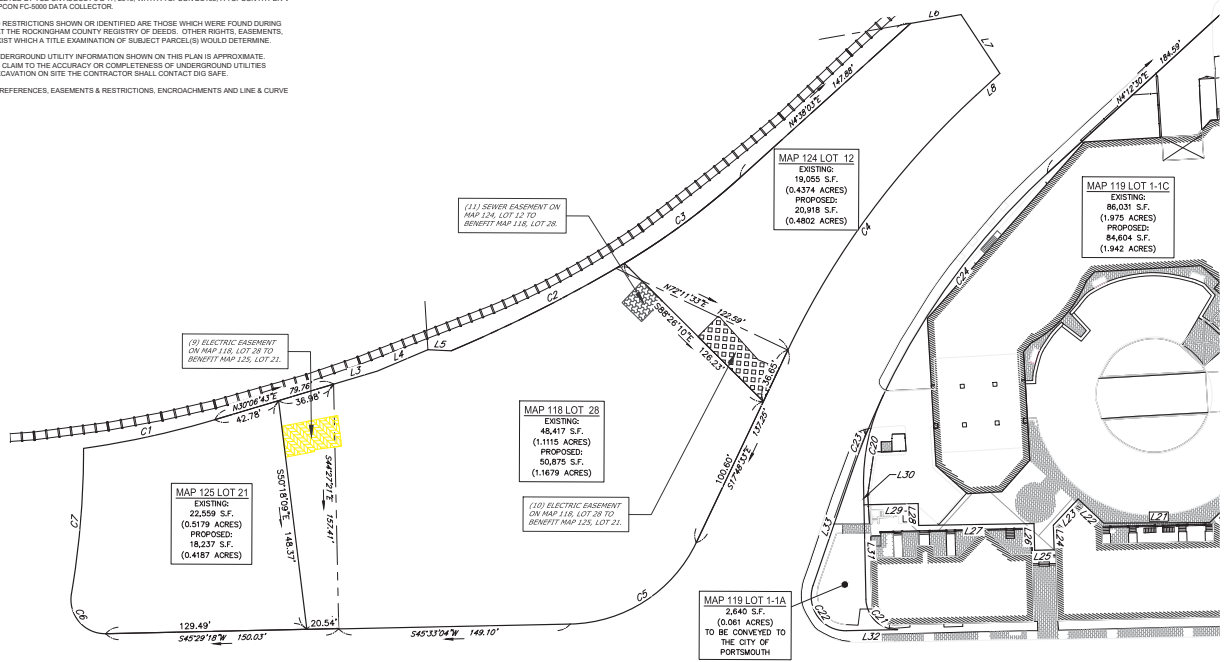 PCON FC-5000 DATA COLLECTOR.
RESTRICTIONS SHOWN OR IDENTIFIED ARE THOSE WHICH WERE FOUND DURING
AT THE ROCKINGHAM COUNTY REGISTRY OF DEEDS. OTHER RIGHTS, EASEMENTS,
XIST WHICH A TITLE EXAMINATION OF SUBJECT PARCEL(S) WOULD DETERMINE.
DERGROUND UTILITY INFORMATION SHOWN ON THIS PLAN IS APPROXIMATE.
CLAIM TO THE ACCURACY OR COMPLETENESS OF UNDERGROUND UTILITIES
CAVATION ON SITE THE CONTRACTOR SHALL CONTACT DIG SAFE.
REFERENCES, EASEMENTS & RESTRICTIONS, ENCROACHMENTS AND LINE & CURVE
L6
L7
L8
N4°38'03"E 147.88'
N4°12'30"E 184.59'
MAP 124 LOT 12
EXISTING:
19,055 S.F.
(0.4374 ACRES)
PROPOSED:
20,918 S.F.
(0.4802 ACRES)
MAP 119 LOT 1-1C
EXISTING:
86,031 S.F.
(1.975 ACRES)
PROPOSED:
84,604 S.F.
(1.942 ACRES)
(11) SEWER EASEMENT ON
MAP 124, LOT 12 TO
BENEFIT MAP 118, LOT 28.
C3
C4
C24
C2
N72°11'33"E 122.59'
S88°26'10"E 126.23'
36.65'
137.25'
S17°48'33"E
100.60'
(9) ELECTRIC EASEMENT
ON MAP 118, LOT 28 TO
BENEFIT MAP 125, LOT 21.
L5
L4
L3
79.76'
N30°06'43"E
36.98'
42.78'
C1
MAP 118 LOT 28
EXISTING:
48,417 S.F.
(1.1115 ACRES)
PROPOSED:
50,875 S.F.
(1.1679 ACRES)
(10) ELECTRIC EASEMENT
ON MAP 118, LOT 28 TO
BENEFIT MAP 125, LOT 21.
S50°18'09"E 148.37'
S44°27'21"E 157.41'
MAP 125 LOT 21
EXISTING:
22,559 S.F.
(0.5179 ACRES)
PROPOSED:
18,237 S.F.
(0.4187 ACRES)
C7
C6
129.49'
20.54'
S45°29'18"W 150.03'
S45°33'04"W 149.10'
C5
C23
C20
L30
L29
L28
L
L27
L26
L25
L24
L23
L22
L21
L33
L31
C22
C21
L32
MAP 119 LOT 1-1A
2,640 S.F.
(0.061 ACRES)
TO BE CONVEYED TO
THE CITY OF
PORTSMOUTH